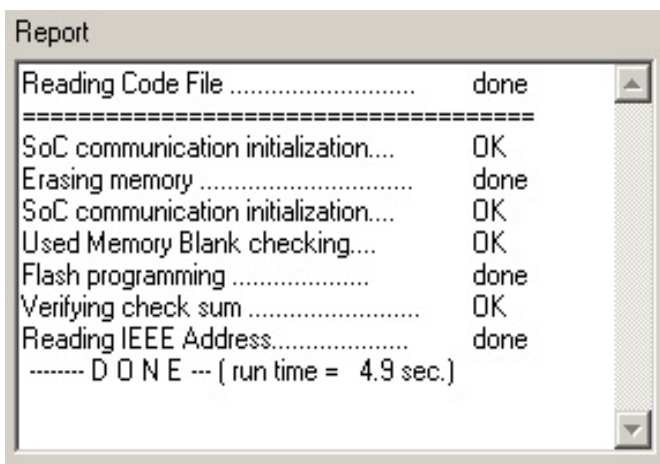 Report
Reading Code File ........................... done
=====================================
SoC communication initialization.... OK
Erasing memory ............................... done
SoC communication initialization.... OK
Used Memory Blank checking.... OK
Flash programming .................... done
Verifying check sum ......................... OK
Reading IEEE Address.................... done
-------- D O N E --- ( run time = 4.9 sec.)